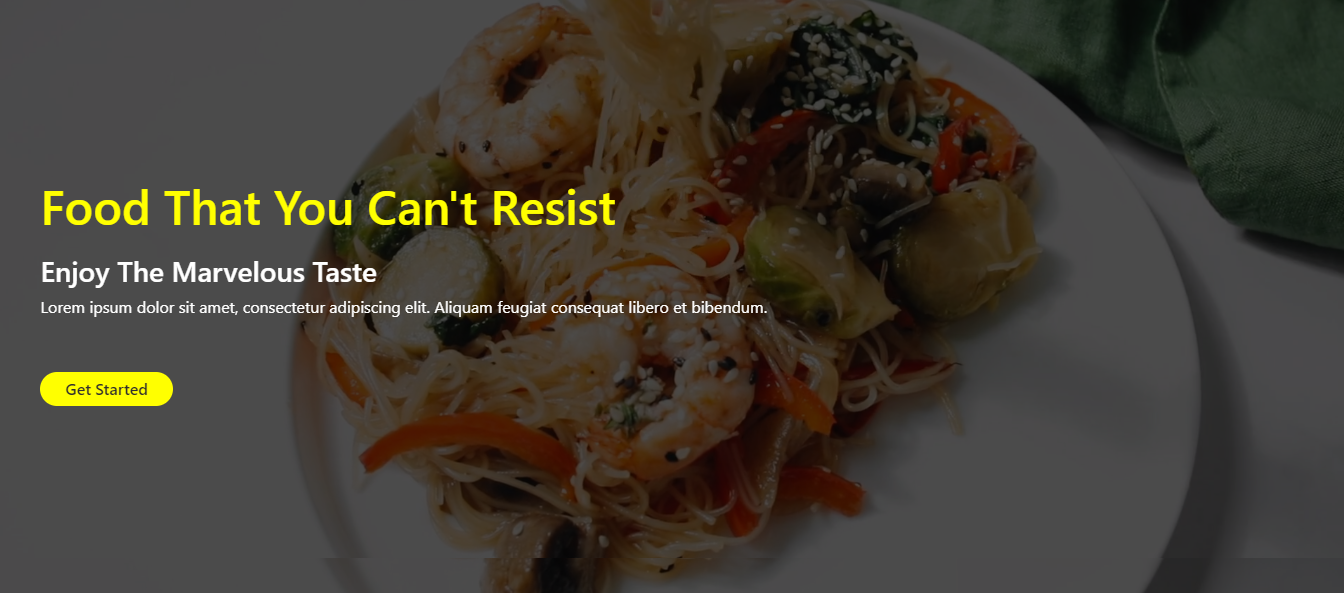 Food That You Can't Resist
Enjoy The Marvelous Taste
Lorem ipsum dolor sit amet, consectetur adipiscing elit. Aliquam feugiat consequat libero et bibendum.
Get Started